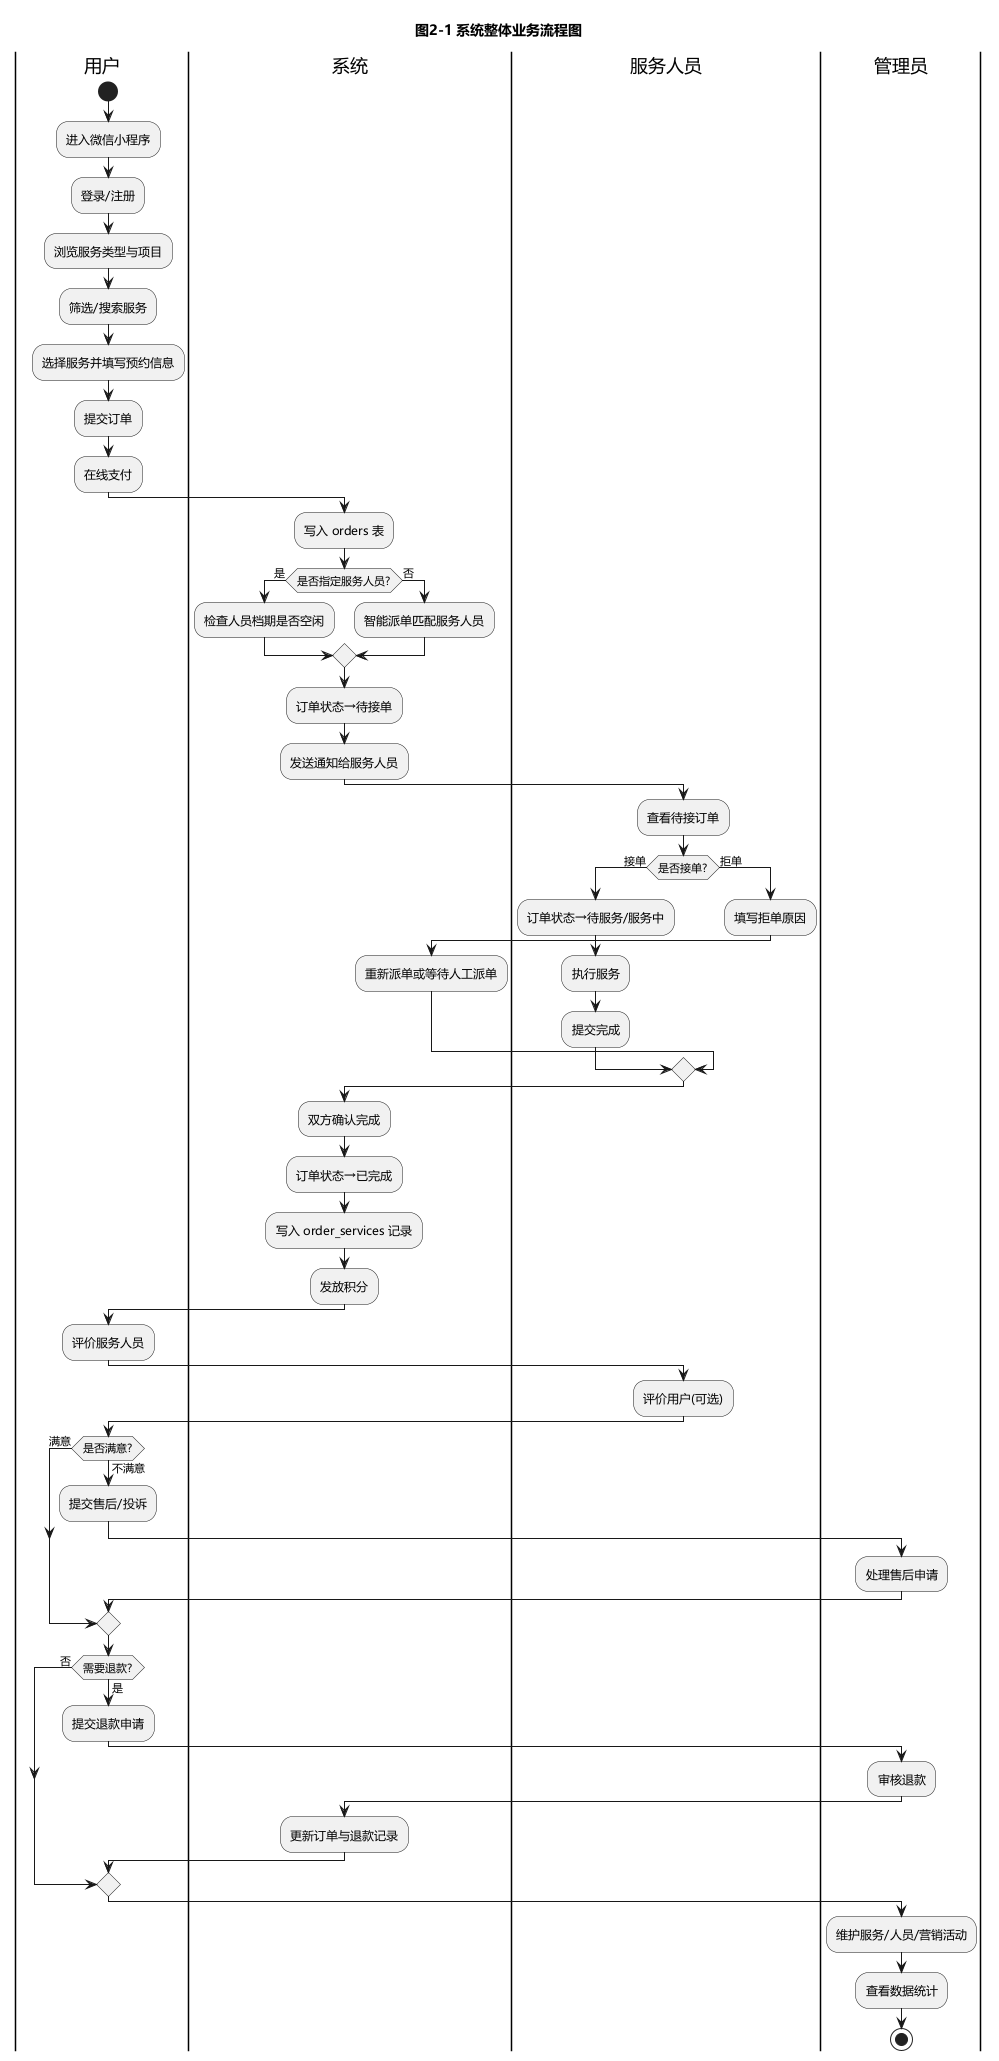 图2-1 系统整体业务流程图
用户
系统
服务人员
管理员
进入微信小程序
登录/注册
浏览服务类型与项目
筛选/搜索服务
选择服务并填写预约信息
提交订单
在线支付
写入 orders 表
是
是否指定服务人员?
否
检查人员档期是否空闲
智能派单匹配服务人员
订单状态→待接单
发送通知给服务人员
查看待接订单
接单
是否接单?
拒单
订单状态→待服务/服务中
填写拒单原因
重新派单或等待人工派单
执行服务
提交完成
双方确认完成
订单状态→已完成
写入 order_services 记录
发放积分
评价服务人员
评价用户(可选)
满意
是否满意?
不满意
提交售后/投诉
处理售后申请
否
需要退款?
是
提交退款申请
审核退款
更新订单与退款记录
维护服务/人员/营销活动
查看数据统计